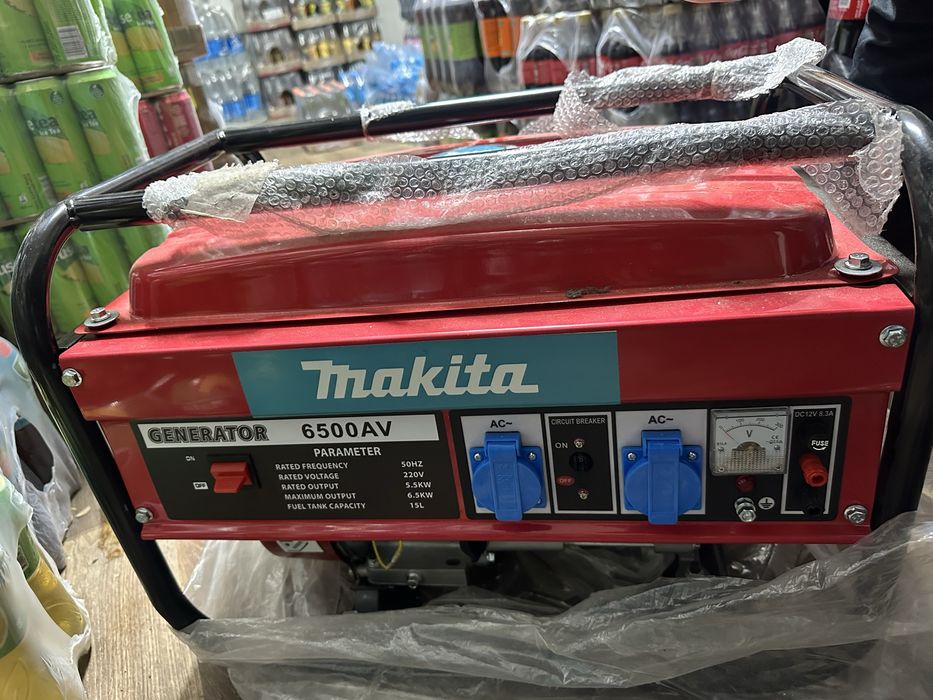 makita
GENERATOR 6500AV
PARAMETER
RATED FREQUENCY 50HZ
RATED VOLTAGE 220V
RATED OUTPUT 5.5KW
MAXIMUM OUTPUT 6.5KW
FUEL TANK CAPACITY 15L
ON
OFF
AC~
CIRCUIT BREAKER
ON
OFF
AC~
V
DC12V 8.3A
FUSE